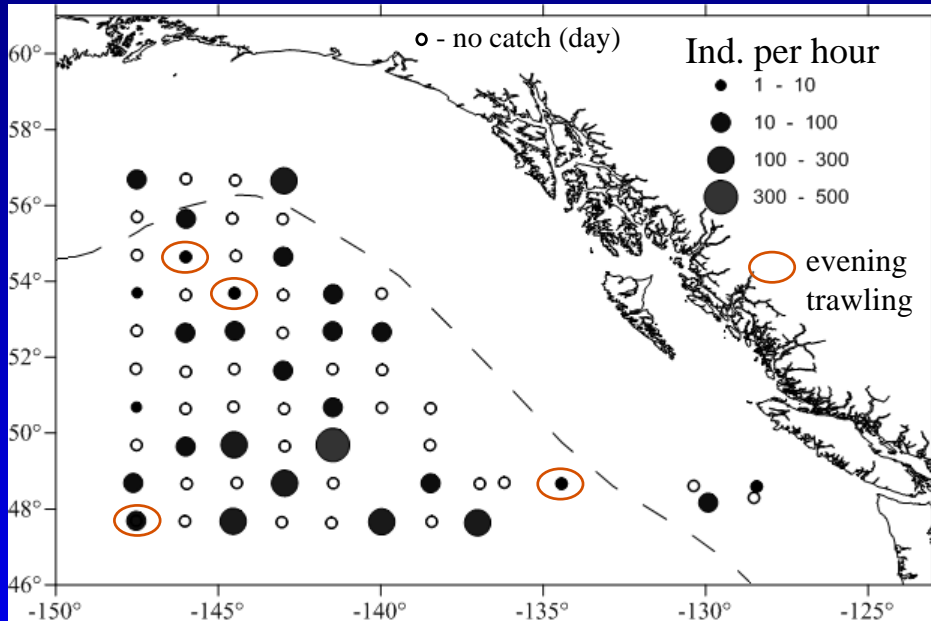 60°
58°
56°
54°
52°
50°
48°
46°
-150°
-145°
-140°
-135°
-130°
-125°
- no catch (day)
Ind. per hour
1 - 10
10 - 100
100 - 300
300 - 500
evening
trawling